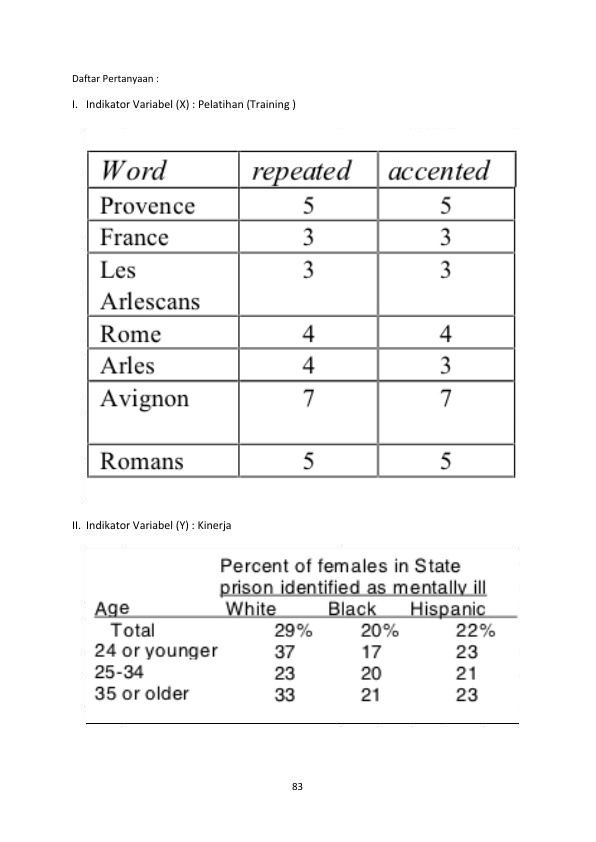 Daftar Pertanyaan :
I. Indikator Variabel (X) : Pelatihan (Training )
Word repeated accented
Provence 5 5
France 3 3
Les 3 3
Arlescans
Rome 4 4
Arles 4 3
Avignon 7 7
Romans 5 5
II. Indikator Variabel (Y) : Kinerja
Percent of females in State
prison identified as mentally ill
Age White Black Hispanic
Total 29% 20% 22%
24 or younger 37 17 23
25-34 23 20 21
35 or older 33 21 23
83